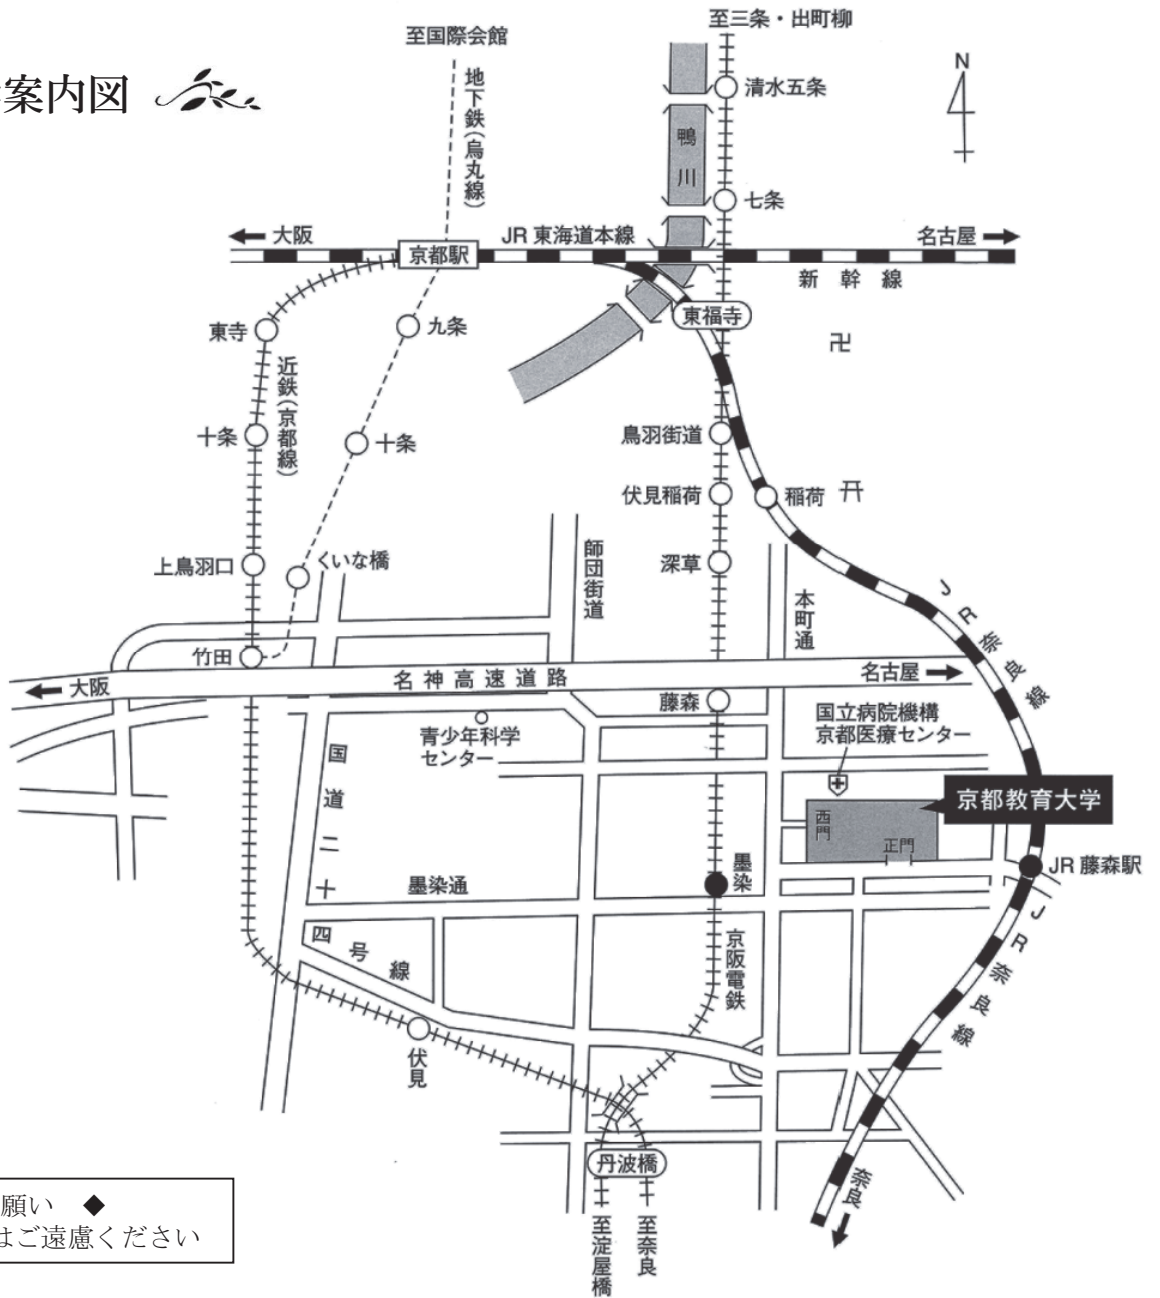 至三条・出町柳
至国際会館
案内図
N
地下鉄(烏丸線)
清水五条
鴨川
七条
大阪
京都駅
JR 東海道本線
名古屋
新幹線
東福寺
東寺
九条
近鉄(京都線)
卍
十条
十条
鳥羽街道
伏見稲荷
稲荷
上鳥羽口
くいな橋
師団街道
深草
本町通
JR奈良線
竹田
大阪
名神高速道路
名古屋
藤森
国立病院機構
京都医療センター
青少年科学
センター
国道二十四号線
京都教育大学
西門
正門
墨染
JR 藤森駅
墨染通
京阪電鉄
JR奈良線
伏見
丹波橋
奈良
至淀屋橋
至奈良
願い ◆
はご遠慮ください